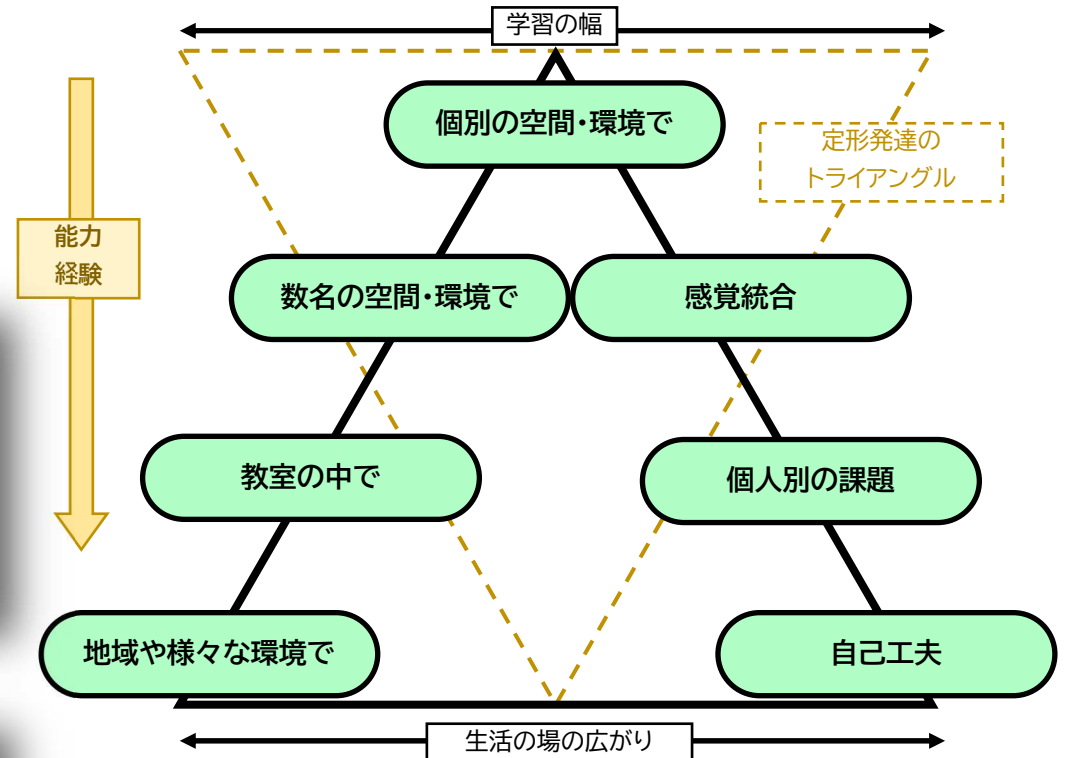 学習の幅
個別の空間・環境で
定形発達の
トライアングル
能力
経験
数名の空間・環境で
感覚統合
教室の中で
個人別の課題
地域や様々な環境で
自己工夫
生活の場の広がり